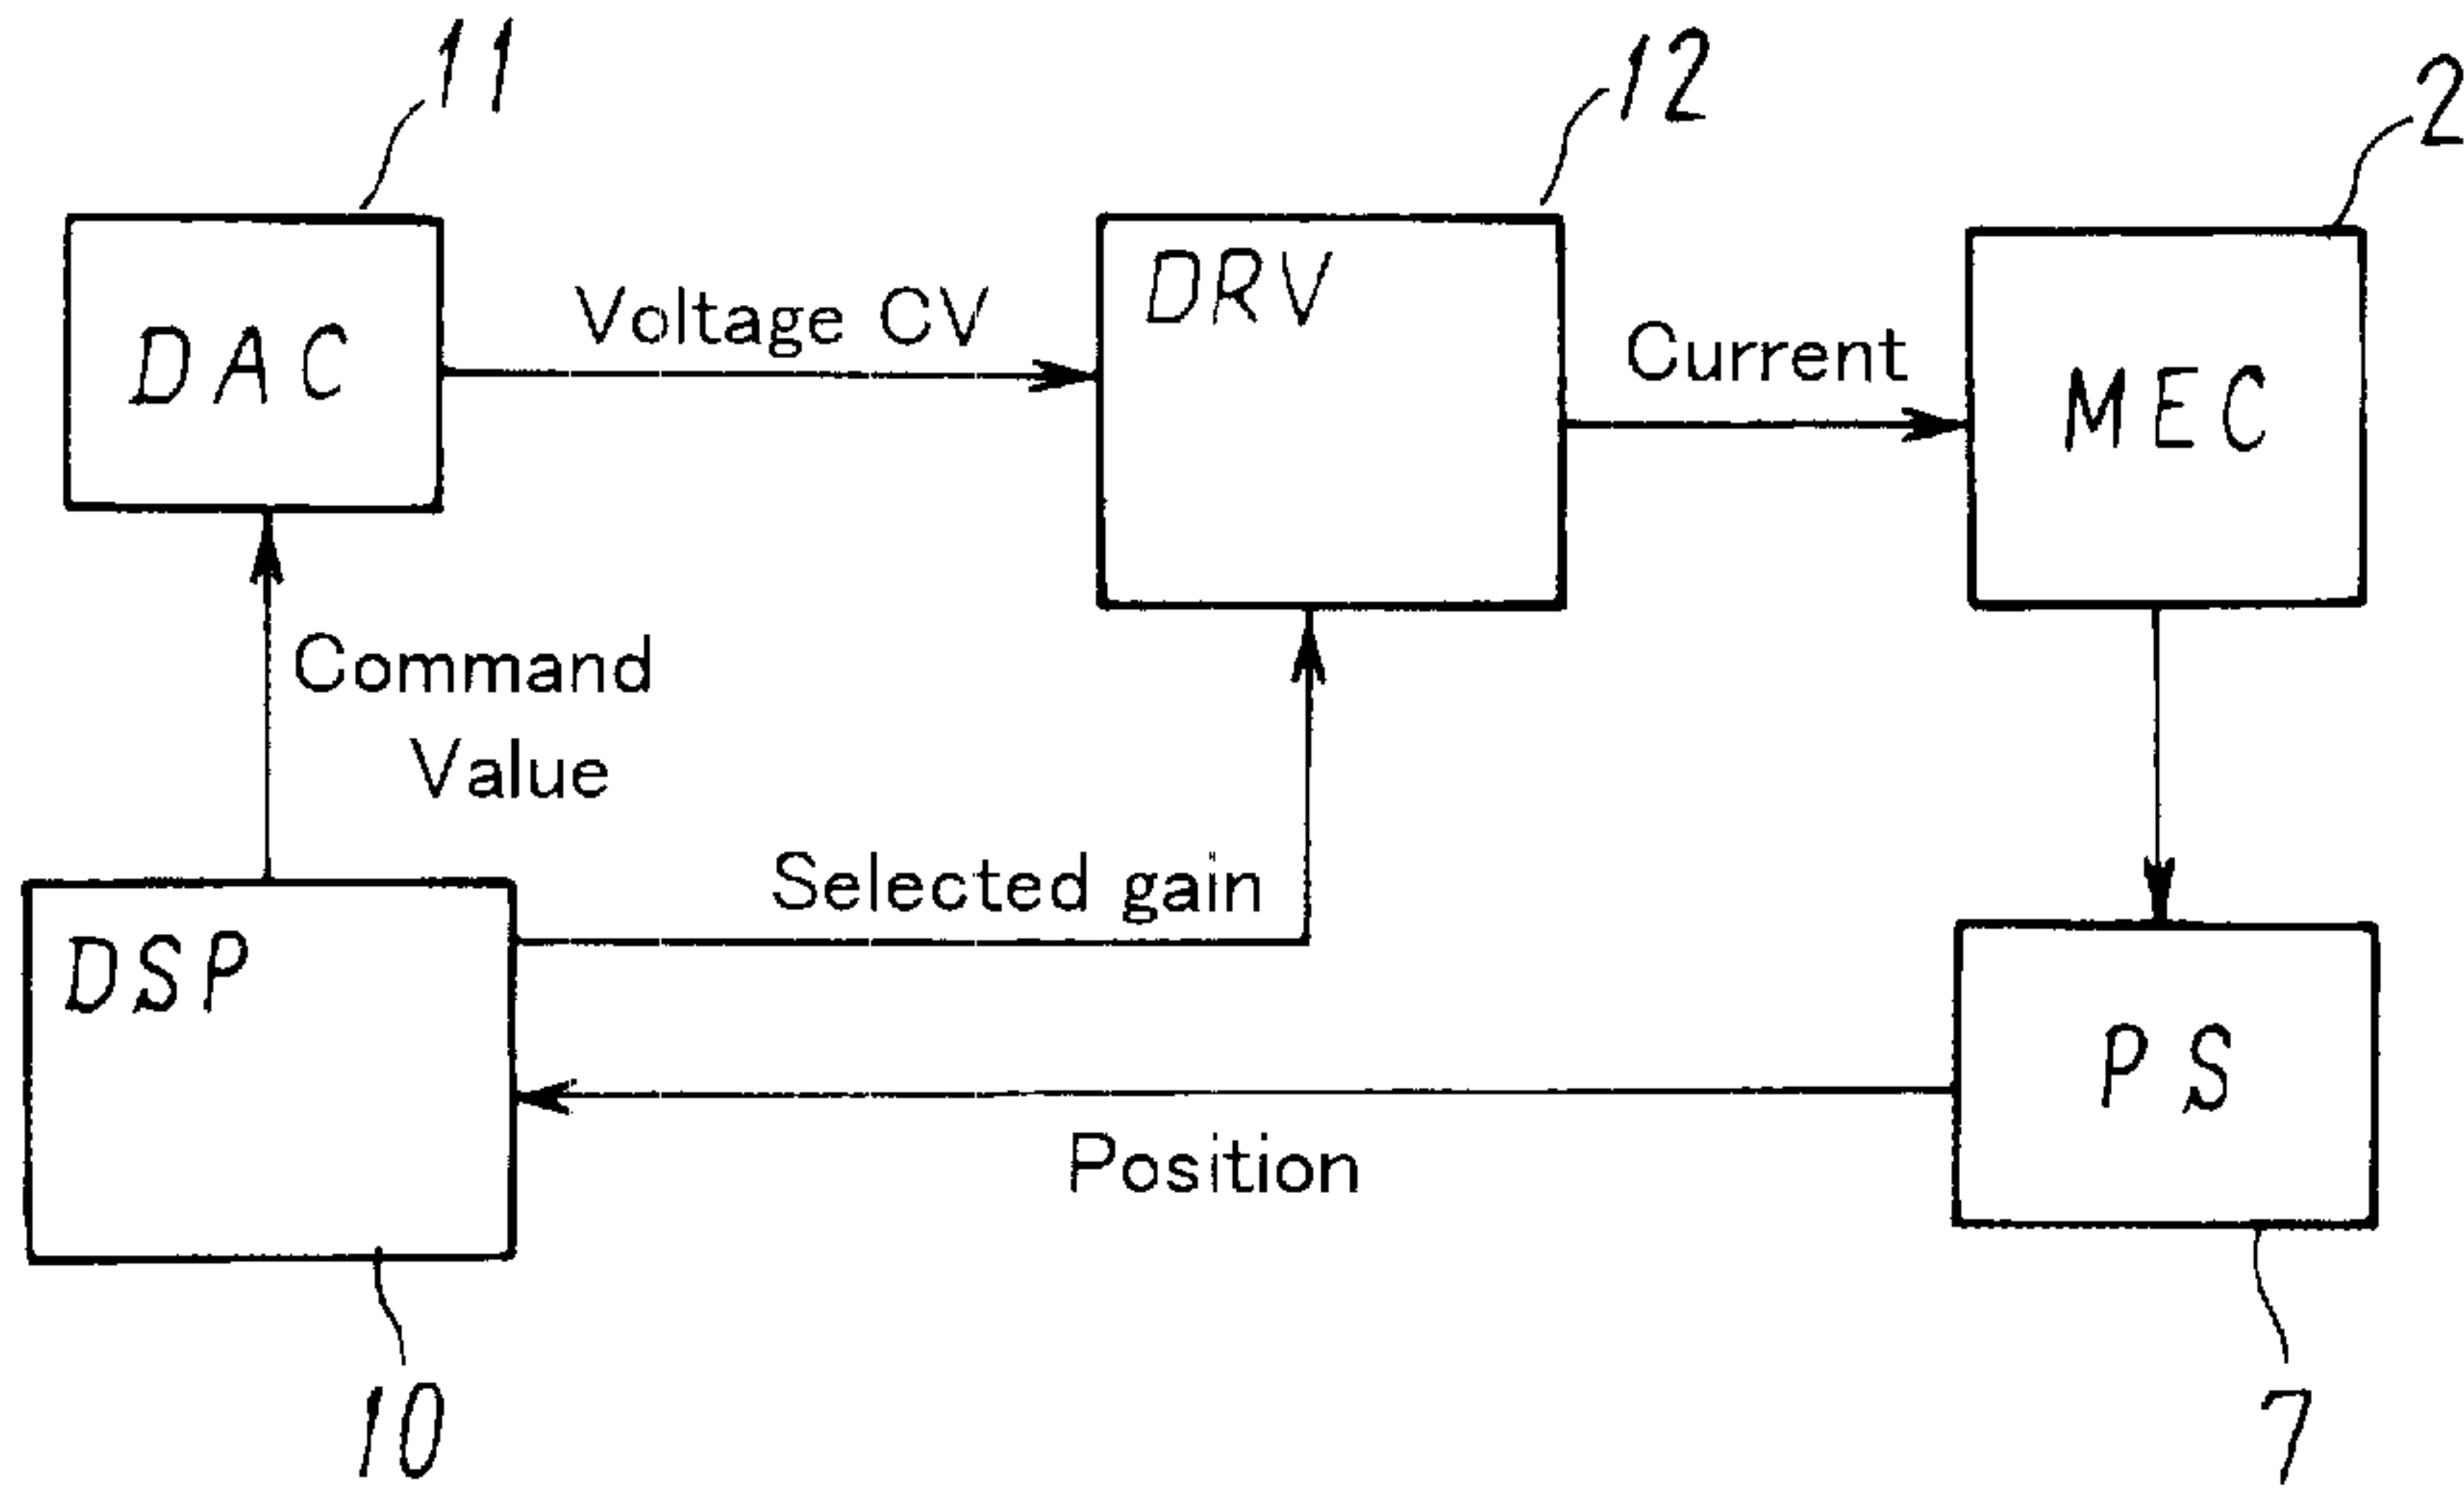 11
12
2
DAC
Voltage CV
DRV
Current
MEC
Command
Value
Selected gain
DSP
PS
Position
10
7